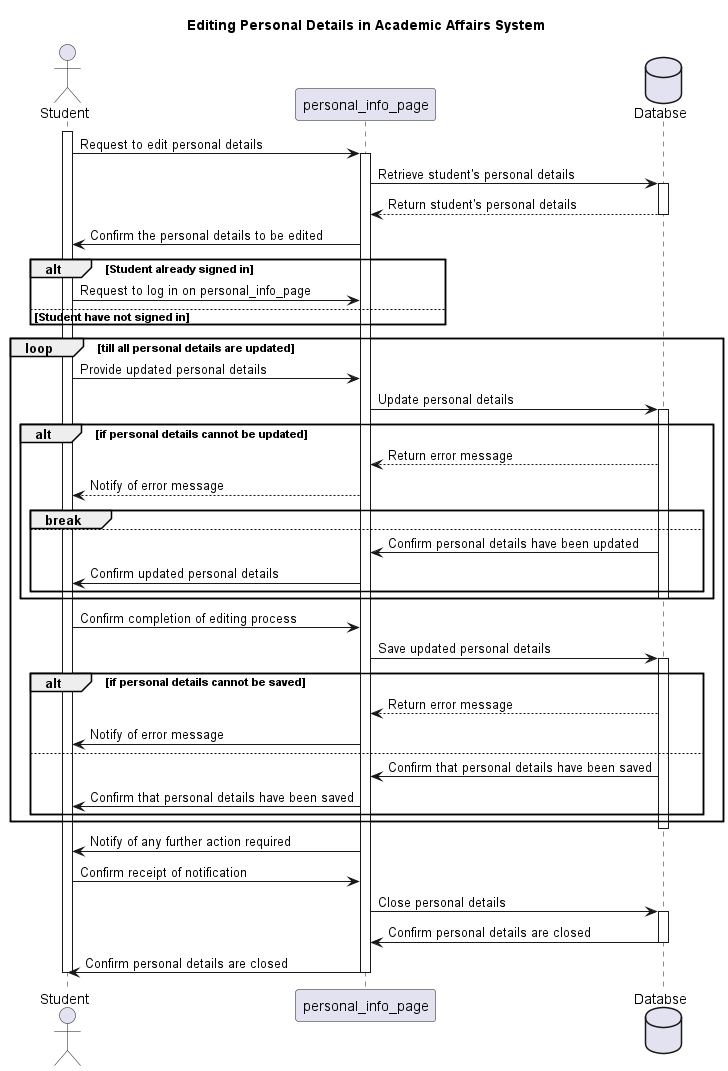 Editing Personal Details in Academic Affairs System
Student
personal_info_page
Databse
Request to edit personal details
Retrieve student's personal details
Return student's personal details
Confirm the personal details to be edited
alt [Student already signed in]
Request to log in on personal_info_page
[Student have not signed in]
loop [till all personal details are updated]
Provide updated personal details
Update personal details
alt [if personal details cannot be updated]
Return error message
Notify of error message
break
Confirm personal details have been updated
Confirm updated personal details
Confirm completion of editing process
Save updated personal details
alt [if personal details cannot be saved]
Return error message
Notify of error message
Confirm that personal details have been saved
Confirm that personal details have been saved
Notify of any further action required
Confirm receipt of notification
Close personal details
Confirm personal details are closed
Confirm personal details are closed
Student
personal_info_page
Databse